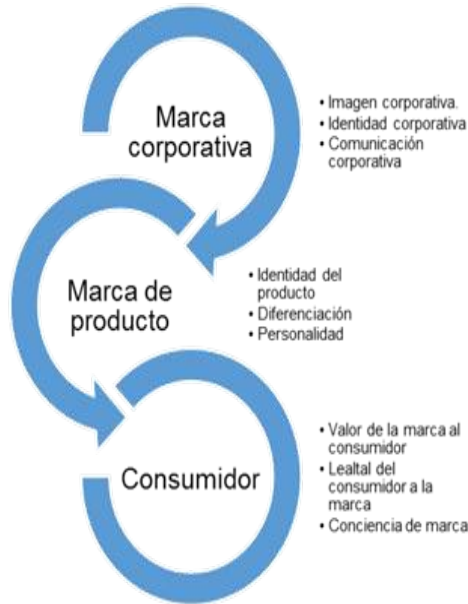 Marca
corporativa
• Imagen corporativa.
• Identidad corporativa
• Comunicación
corporativa
Marca de
producto
• Identidad del
producto
• Diferenciación
• Personalidad
Consumidor
• Valor de la marca al
consumidor
• Lealtal del
consumidor a la
marca
• Conciencia de marca